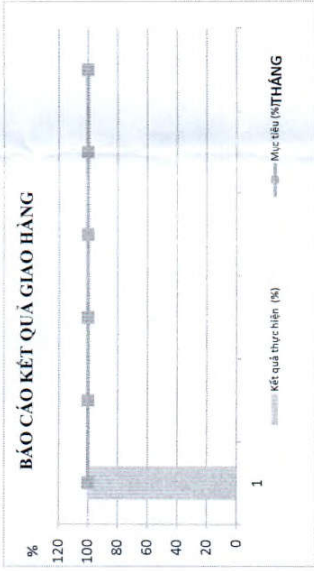 BÁO CÁO KẾT QUẢ GIAO HÀNG
%
120
100
80
60
40
20
0
1
THÁNG
Kết quả thực hiện (%)
Mục tiêu (%)